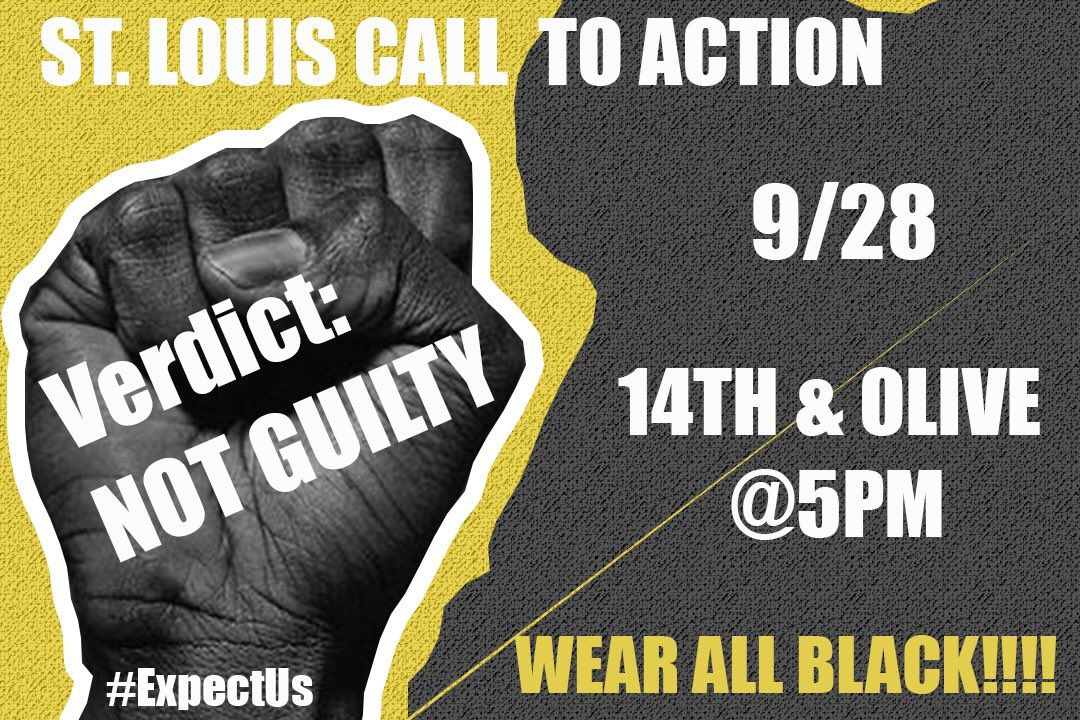 ST. LOUIS CALL TO ACTION
Verdict:
NOT GUILTY
#ExpectUs
9/28
14TH & OLIVE
@5PM
WEAR ALL BLACK!!!!